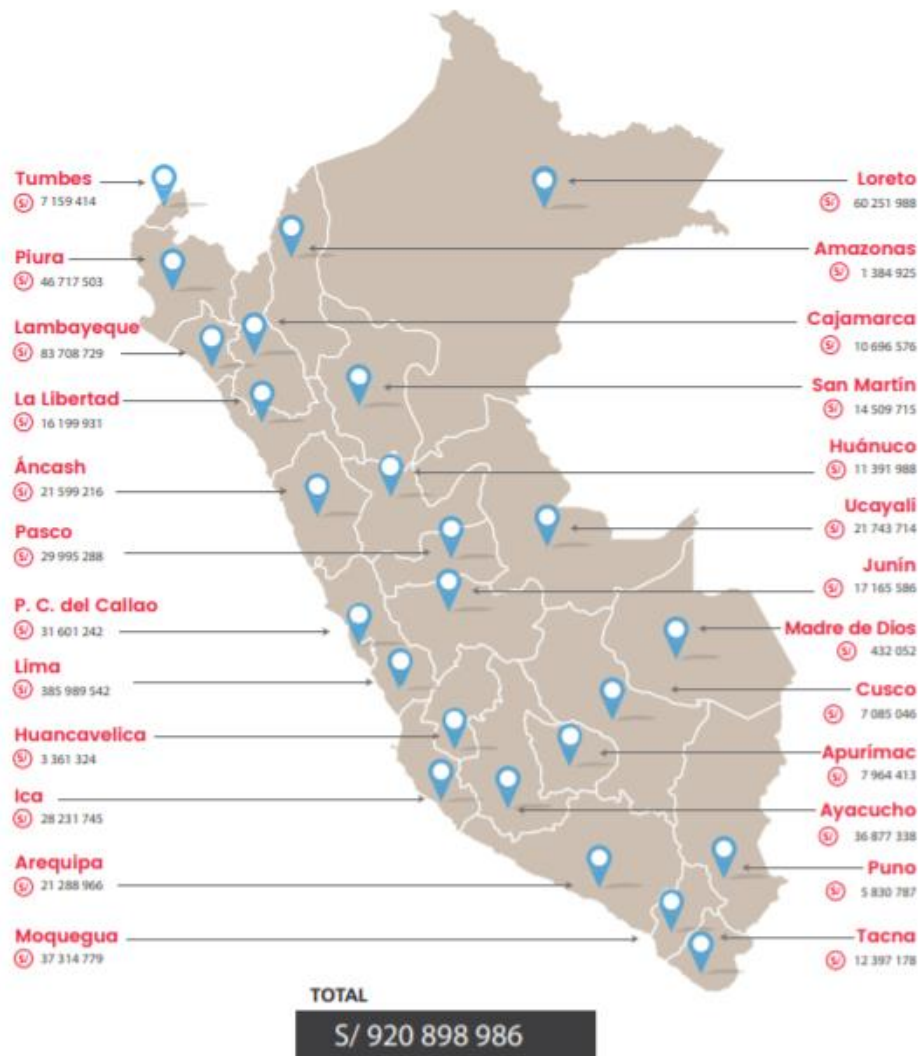 Tumbes
S/ 7 159 414
Piura
S/ 46 717 503
Lambayeque
S/ 83 708 729
La Libertad
S/ 16 199 931
Áncash
S/ 21 599 216
Pasco
S/ 29 995 288
P. C. del Callao
S/ 31 601 242
Lima
S/ 385 989 542
Huancavelica
S/ 3 361 324
Ica
S/ 28 231 745
Arequipa
S/ 21 288 966
Moquegua
S/ 37 314 779
Loreto
S/ 60 251 988
Amazonas
S/ 1 384 925
Cajamarca
S/ 10 696 576
San Martín
S/ 14 509 715
Huánuco
S/ 11 391 988
Ucayali
S/ 21 743 714
Junín
S/ 17 165 586
Madre de Dios
S/ 432 052
Cusco
S/ 7 085 046
Apurímac
S/ 7 964 413
Ayacucho
S/ 36 877 338
Puno
S/ 5 830 787
Tacna
S/ 12 397 178
TOTAL
S/ 920 898 986